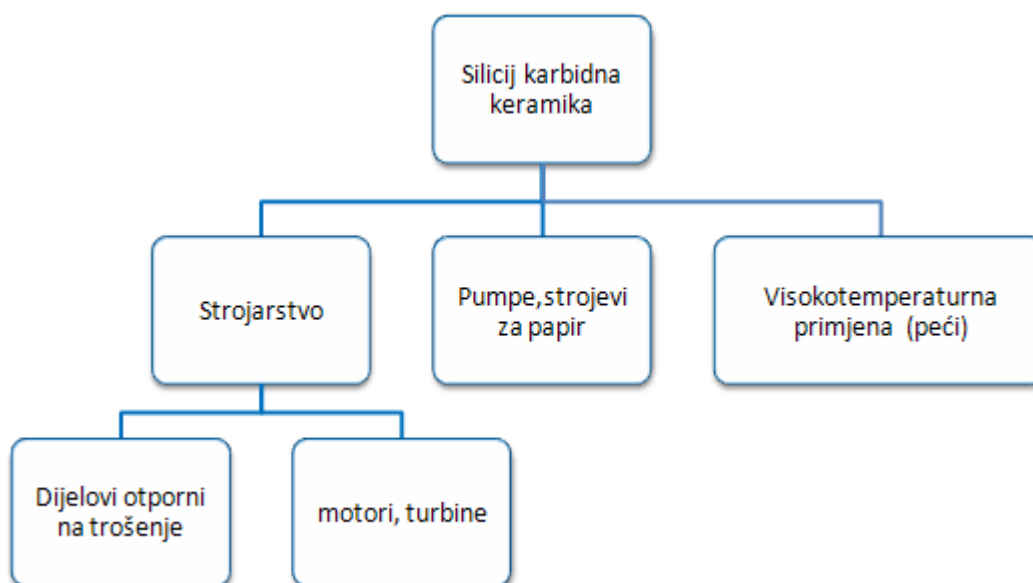 Silicij karbidna
keramika
Strojarstvo
Pumpe,strojevi
za papir
Visokotemperaturna
primjena (peći)
Dijelovi otporni
na trošenje
motori, turbine